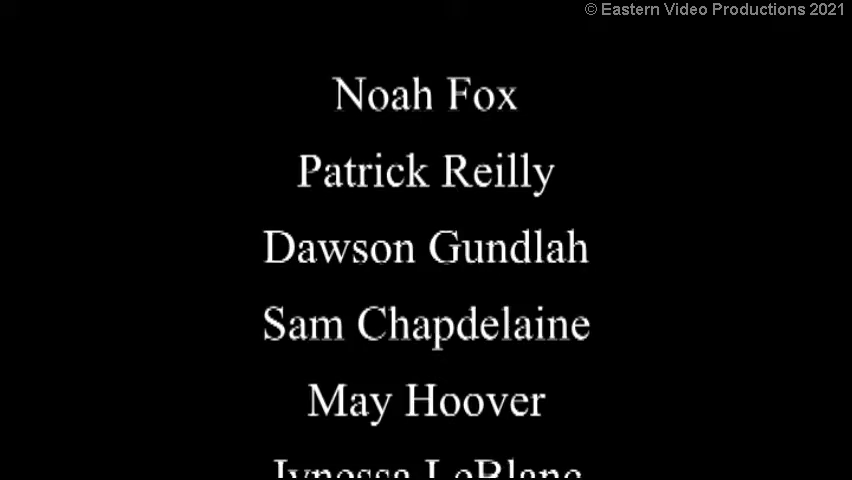 © Eastern Video Productions 2021
Noah Fox
Patrick Reilly
Dawson Gundlah
Sam Chapdelaine
May Hoover